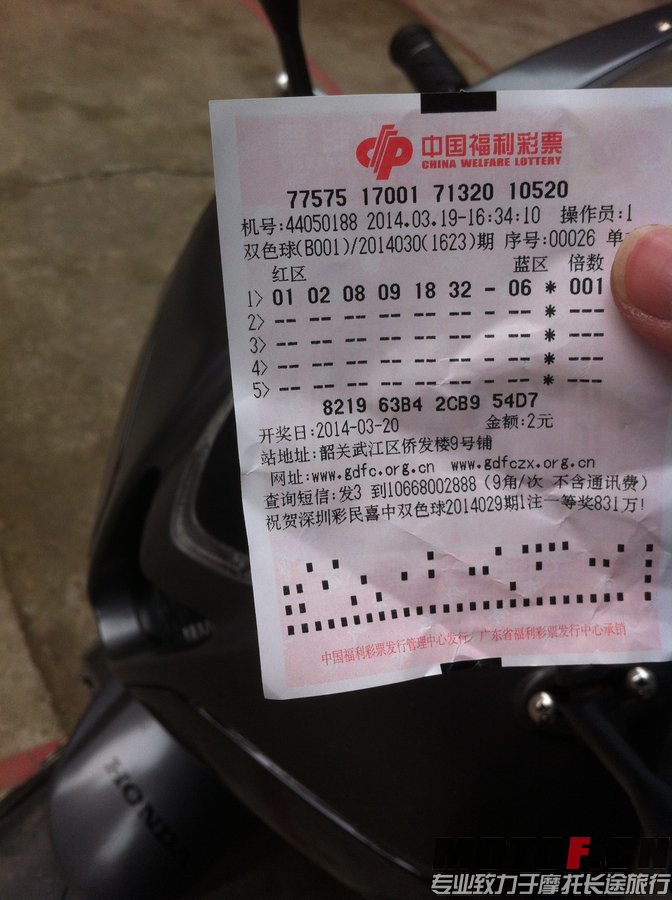 中国福利彩票
CHINA WELFARE LOTTERY
77575 17001 71320 10520
机号:44050188 2014.03.19-16:34:10 操作员:1
双色球(B001)/2014030(1623)期 序号:00026 单
红区 蓝区 倍数
1> 01 02 08 09 18 32 - 06 * 001
2> -- -- -- -- -- -- - -- * ---
3> -- -- -- -- -- -- - -- * ---
4> -- -- -- -- -- -- - -- * ---
5> -- -- -- -- -- -- - -- * ---
8219 63B4 2CB9 54D7
开奖日:2014-03-20 金额:2元
站地址:韶关武江区侨发楼9号铺
网址:www.gdfc.org.cn www.gdfczx.org.cn
查询短信:发3 到10668002888(9角/次 不含通讯费)
祝贺深圳彩民喜中双色球2014029期1注一等奖831万!
中国福利彩票发行管理中心发行/广东省福利彩票发行中心承销
HONDA
MOTOF.CN
专业致力于摩托长途旅行